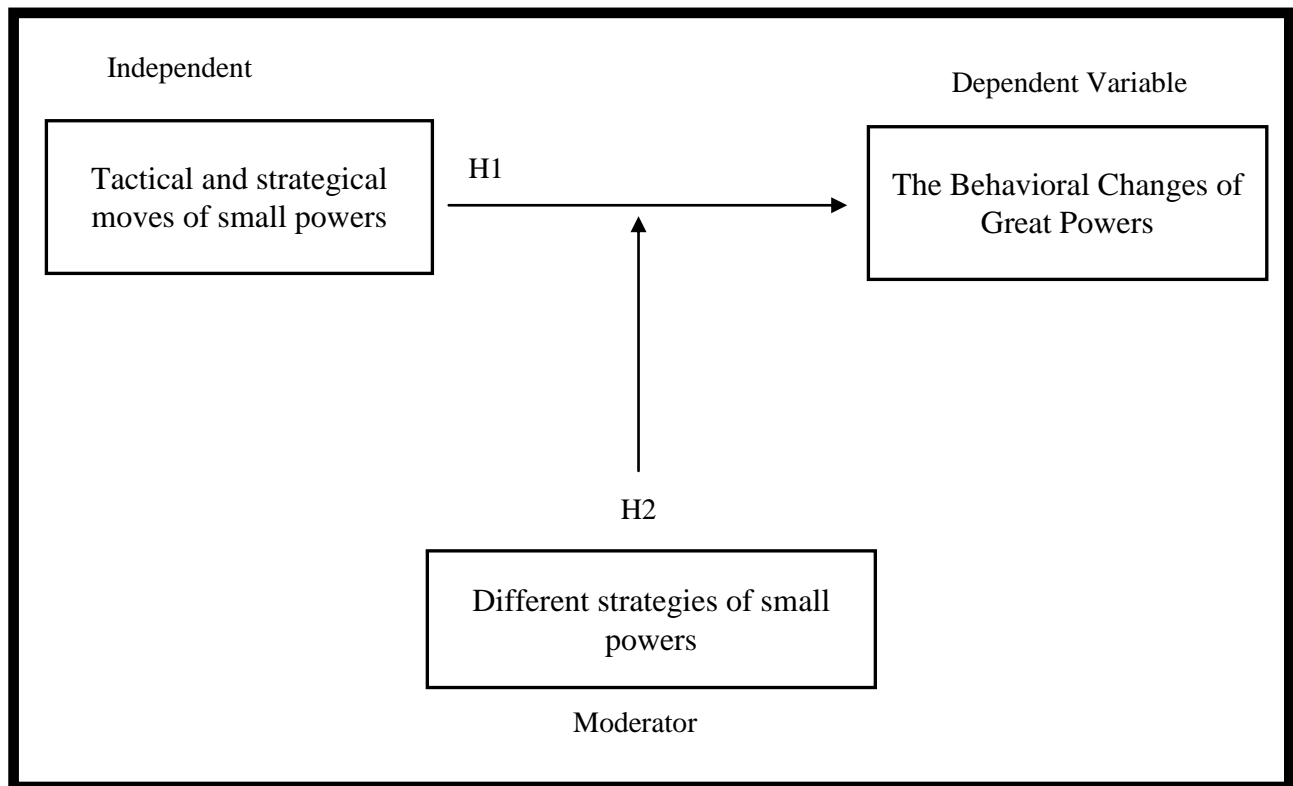 Independent
Dependent Variable
Tactical and strategical
moves of small powers
H1
The Behavioral Changes of
Great Powers
H2
Different strategies of small
powers
Moderator